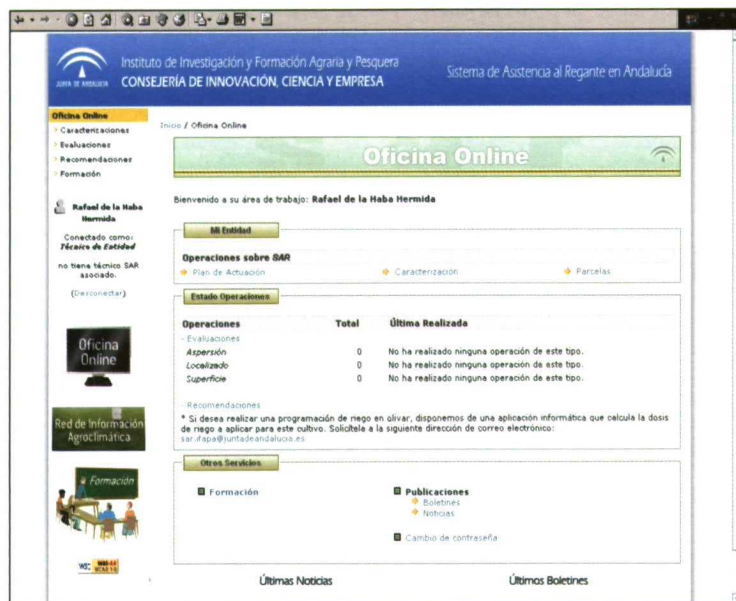 JUNTA DE ANDALUCIA
Instituto de Investigación y Formación Agraria y Pesquera
CONSEJERÍA DE INNOVACIÓN, CIENCIA Y EMPRESA
Sistema de Asistencia al Regante en Andalucía
Oficina Online
Caracterizaciones
Evaluaciones
Recomendaciones
Formación
Rafael de la Haba
Hermida
Conectado como:
Técnico de Entidad
no tiene técnico SAR
asociado.
(Desconectar)
Oficina
Online
Red de Información
Agroclimática
Formación
W3C
Inicio / Oficina Online
Oficina Online
Bienvenido a su área de trabajo: Rafael de la Haba Hermida
Mi Entidad
Operaciones sobre SAR
Plan de Actuación Caracterización Parcelas
Estado Operaciones
Operaciones Total Última Realizada
- Evaluaciones
Aspersión 0 No ha realizado ninguna operación de este tipo.
Localizado 0 No ha realizado ninguna operación de este tipo.
Superficie 0 No ha realizado ninguna operación de este tipo.
- Recomendaciones
* Si desea realizar una programación de riego en olivar, disponemos de una aplicación informática que calcula la dosis
de riego a aplicar para este cultivo. Solicítela a la siguiente dirección de correo electrónico:
sar.ifapa@juntadeandalucia.es
Otros Servicios
Formación
Publicaciones
Boletines
Noticias
Cambio de contraseña
Últimas Noticias Últimos Boletines